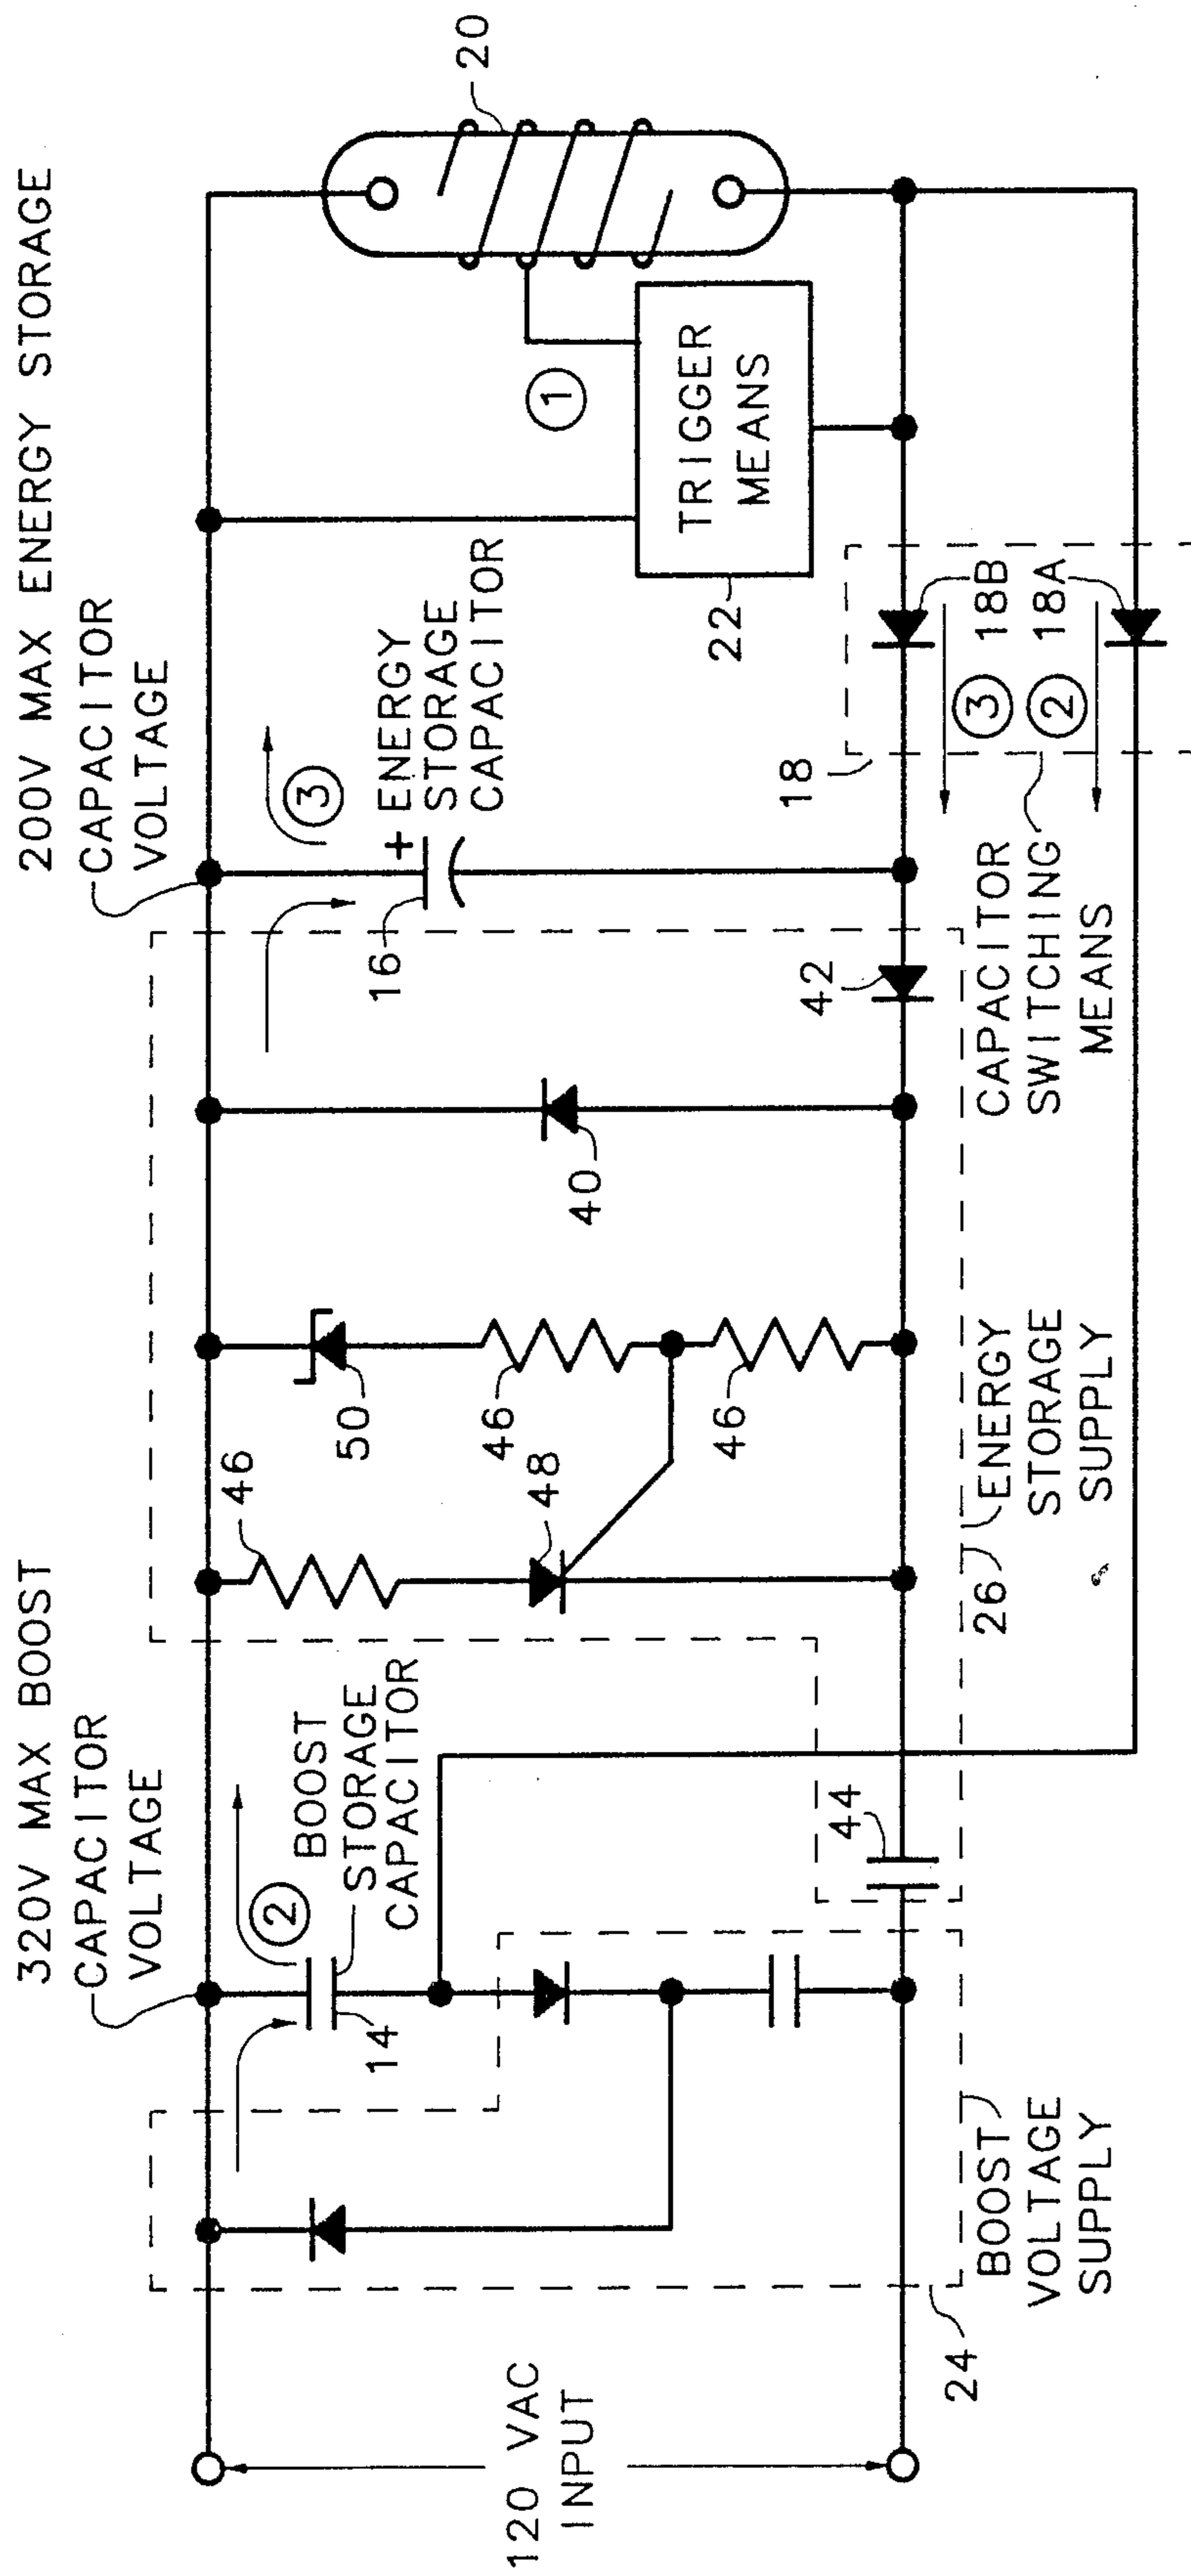 320V MAX BOOST
CAPACITOR
VOLTAGE
200V MAX ENERGY STORAGE
CAPACITOR
VOLTAGE
120 VAC
INPUT
24
BOOST
VOLTAGE
SUPPLY
14
2
BOOST
STORAGE
CAPACITOR
44
26
ENERGY
STORAGE
SUPPLY
46
48
50
46
46
40
42
16
+
ENERGY
STORAGE
CAPACITOR
3
CAPACITOR
SWITCHING
MEANS
18
3
18B
2
18A
22
TRIGGER
MEANS
1
20